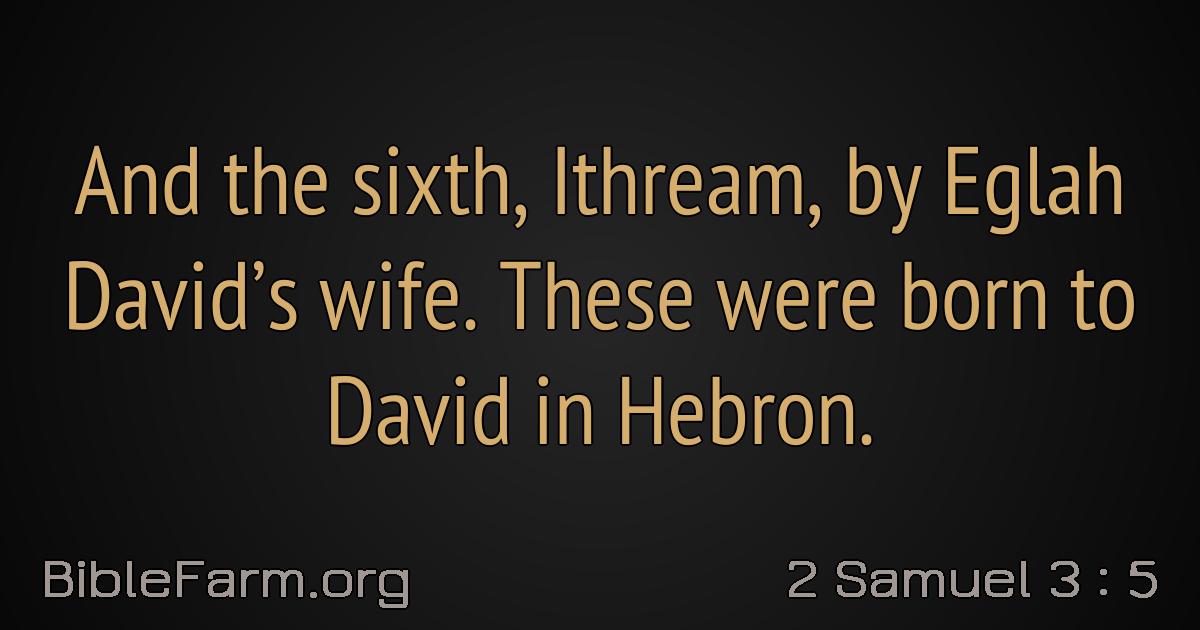 And the sixth, Ithream, by Eglah
David’s wife. These were born to
David in Hebron.
BibleFarm.org
2 Samuel 3 : 5